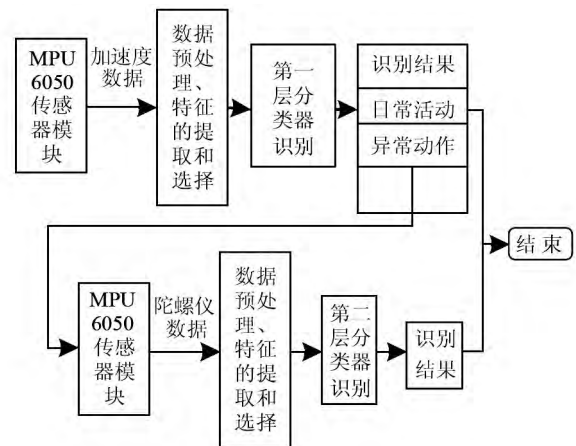 MPU
6050
传感
器模
块
加速度
数据
数据
预处
理、
特征
的提
取和
选择
第一
层分
类器
识别
识别结果
日常活动
异常动作
结束
MPU
6050
传感
器模
块
陀螺仪
数据
数据
预处
理、
特征
的提
取和
选择
第二
层分
类器
识别
识别
结果